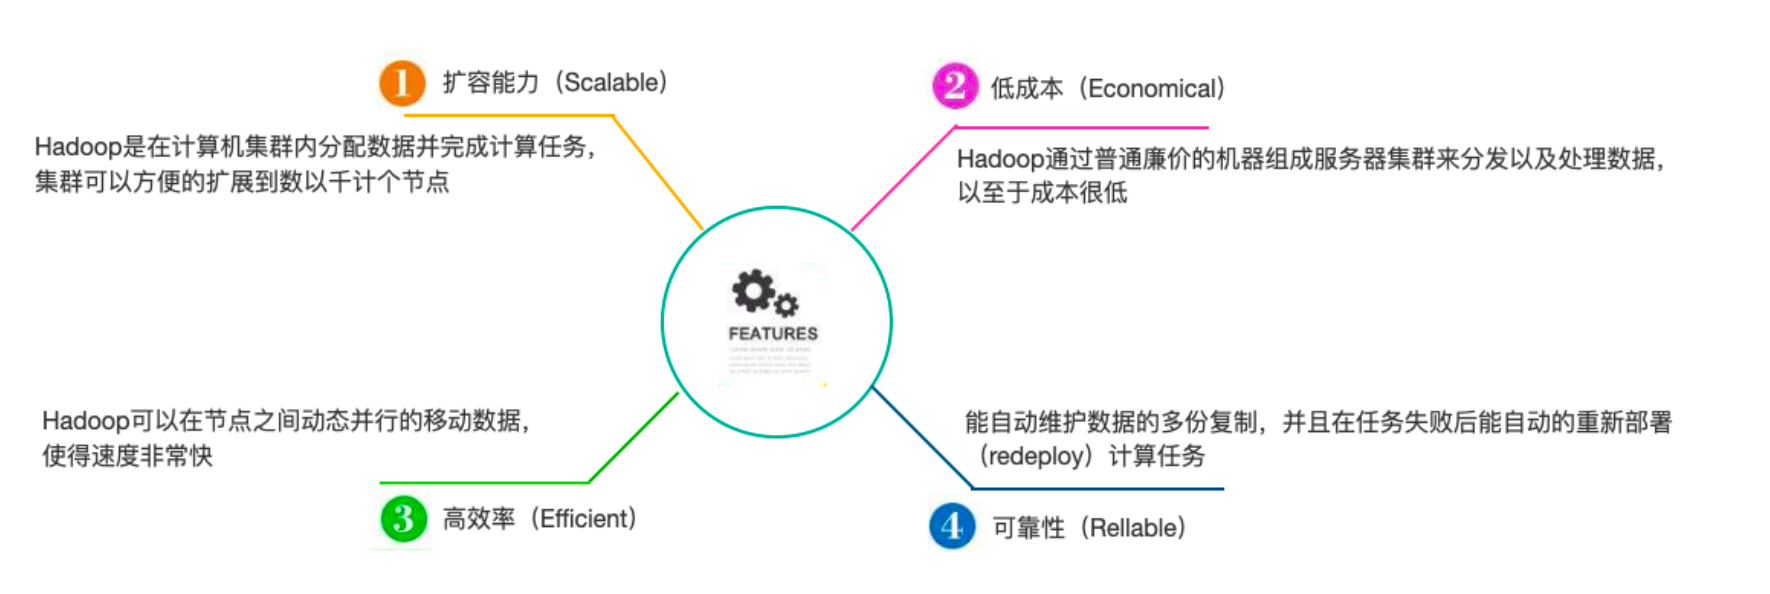 1 扩容能力（Scalable）
Hadoop是在计算机集群内分配数据并完成计算任务，
集群可以方便的扩展到数以千计个节点
2 低成本（Economical）
Hadoop通过普通廉价的机器组成服务器集群来分发以及处理数据，
以至于成本很低
FEATURES
Hadoop可以在节点之间动态并行的移动数据，
使得速度非常快
3 高效率（Efficient）
能自动维护数据的多份复制，并且在任务失败后能自动的重新部署
（redeploy）计算任务
4 可靠性（Rellable）